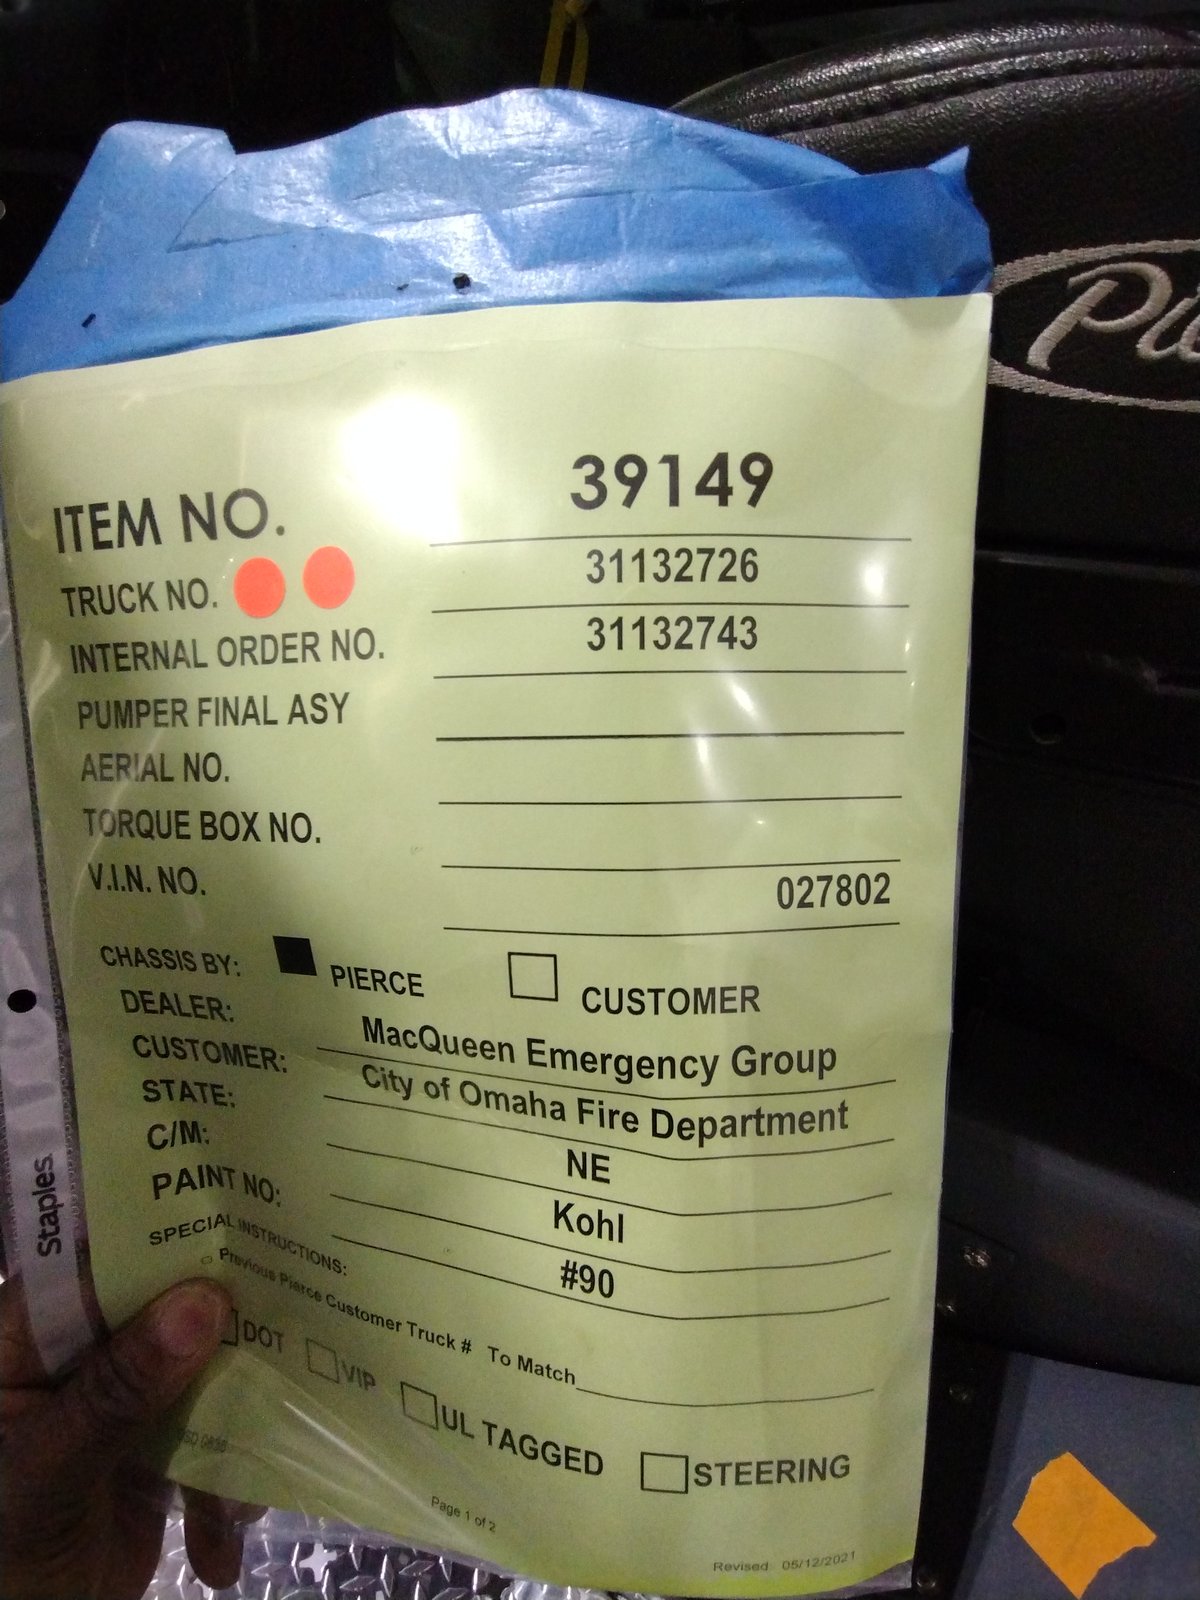 ITEM NO. 39149
TRUCK NO. 31132726
INTERNAL ORDER NO. 31132743
PUMPER FINAL ASY
AERIAL NO.
TORQUE BOX NO.
V.I.N. NO. 027802
CHASSIS BY: PIERCE CUSTOMER
DEALER: MacQueen Emergency Group
CUSTOMER: City of Omaha Fire Department
STATE: NE
C/M: Kohl
PAINT NO: #90
SPECIAL INSTRUCTIONS:
Previous Pierce Customer Truck # To Match
DOT VIP UL TAGGED STEERING
Page 1 of 2
Revised: 05/12/2021
Staples